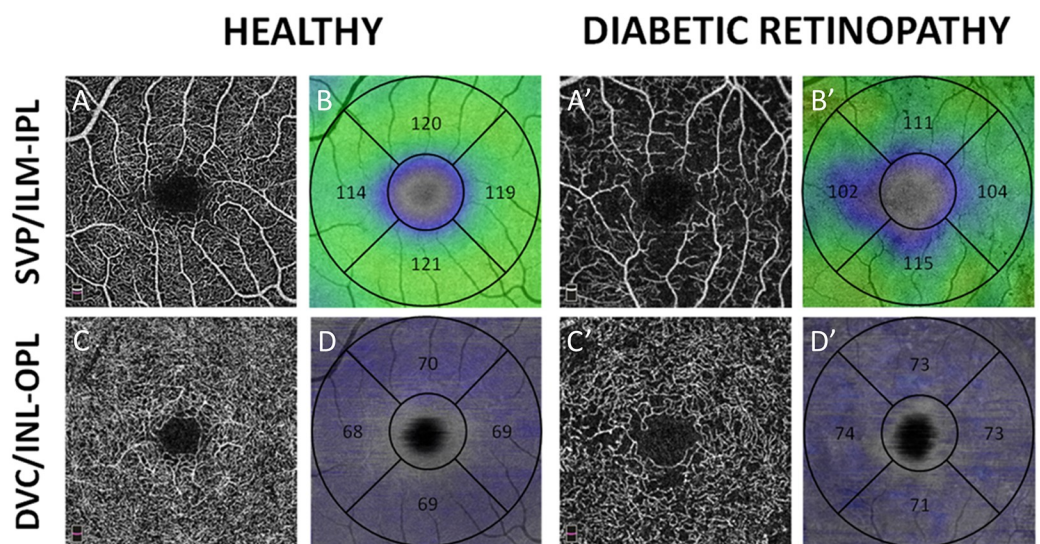 HEALTHY
DIABETIC RETINOPATHY
SVP/ILM-IPL
A
B
120
114
119
121
A’
B’
111
102
104
115
DVC/INL-OPL
C
D
70
68
69
69
C’
D’
73
74
73
71